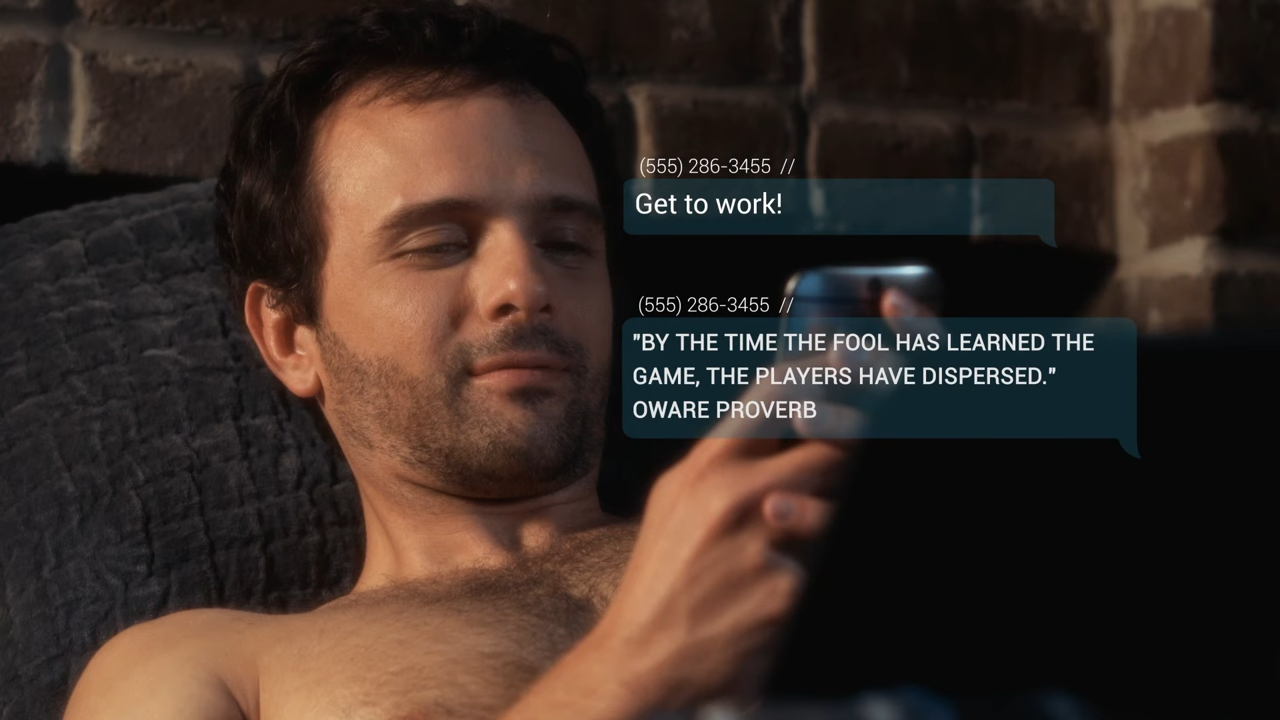 (555) 286-3455 //
Get to work!
(555) 286-3455 //
"BY THE TIME THE FOOL HAS LEARNED THE
GAME, THE PLAYERS HAVE DISPERSED."
OWARE PROVERB